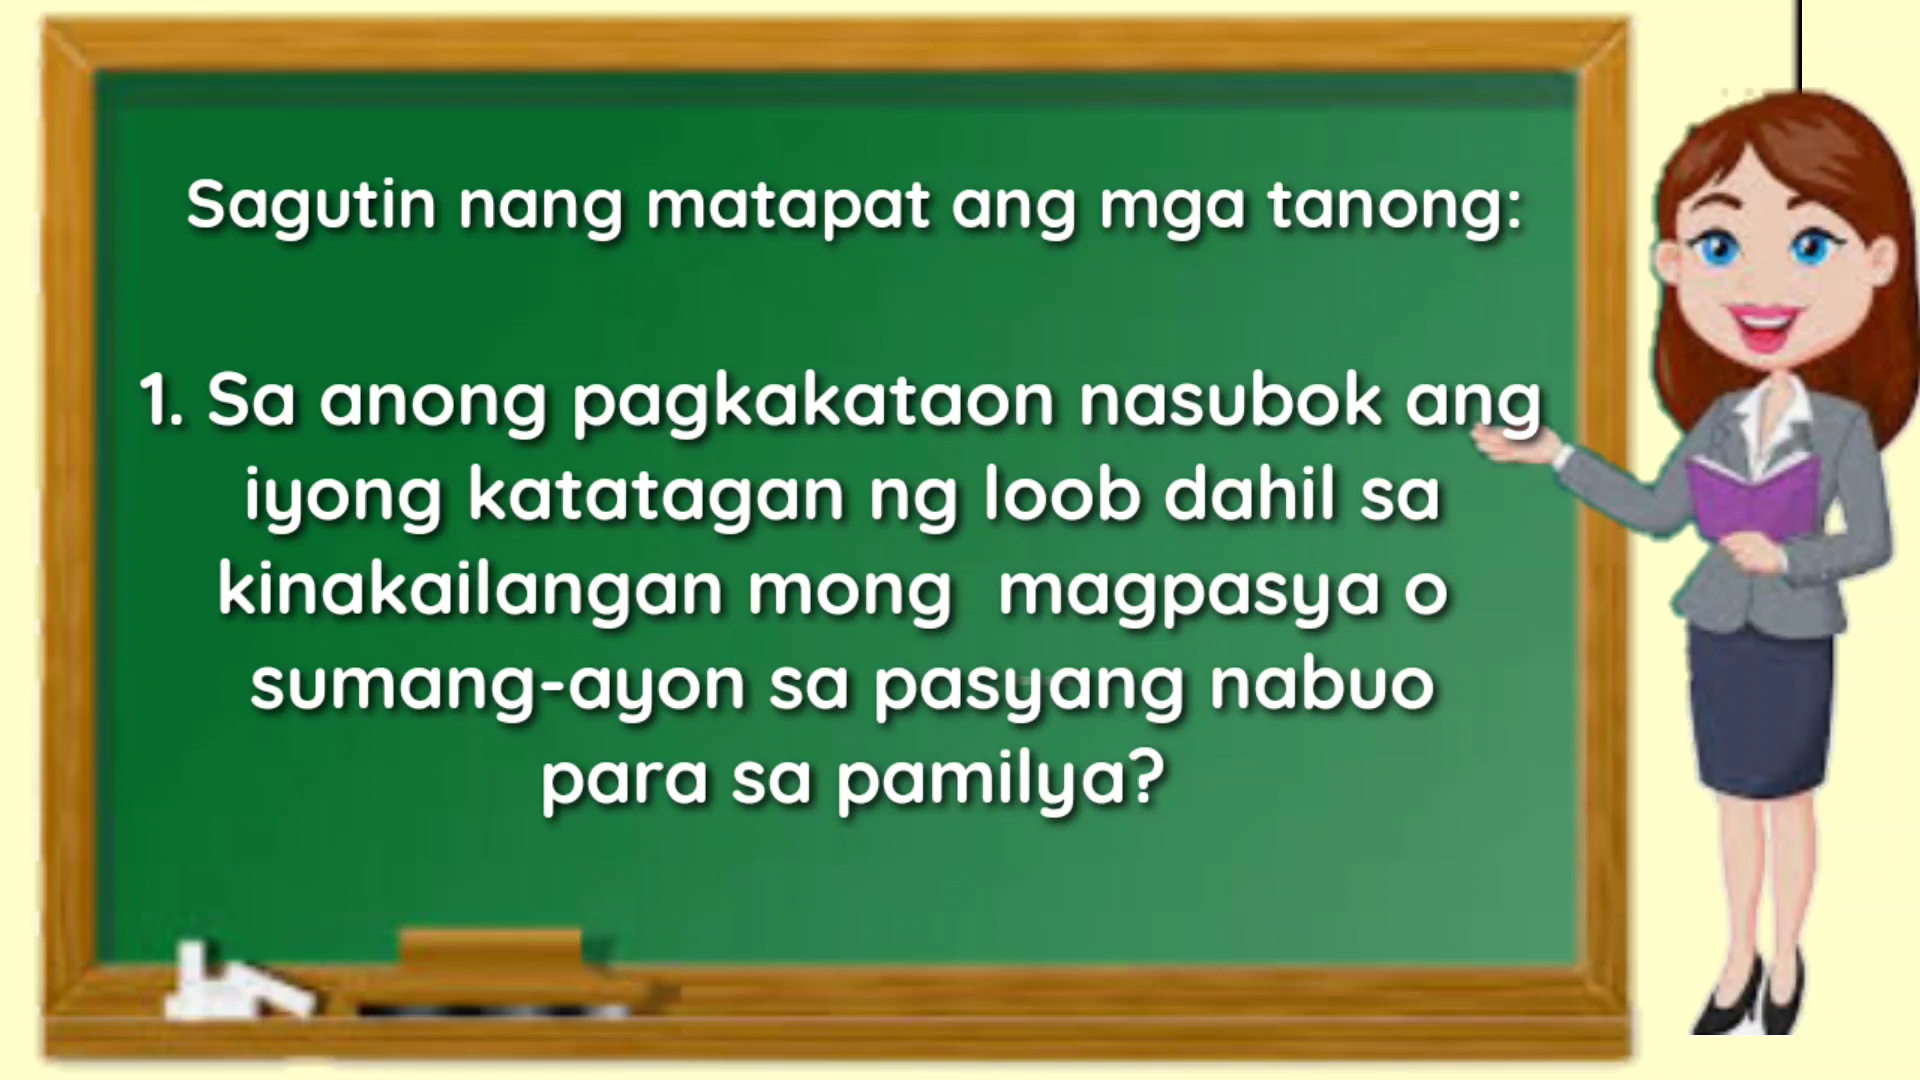 Sagutin nang matapat ang mga tanong:
1. Sa anong pagkakataon nasubok ang
iyong katatagan ng loob dahil sa
kinakailangan mong magpasya o
sumang-ayon sa pasyang nabuo
para sa pamilya?